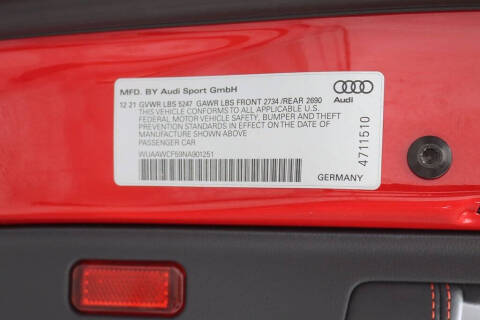 MFD. BY Audi Sport GmbH
12.21 GVWR LBS 5247 GAWR LBS FRONT 2734 /REAR 2690
THIS VEHICLE CONFORMS TO ALL APPLICABLE U.S.
FEDERAL MOTOR VEHICLE SAFETY, BUMPER AND THEFT
PREVENTION STANDARDS IN EFFECT ON THE DATE OF
MANUFACTURE SHOWN ABOVE
PASSENGER CAR
WUAAWCF59NA901251
Audi
4711510
GERMANY